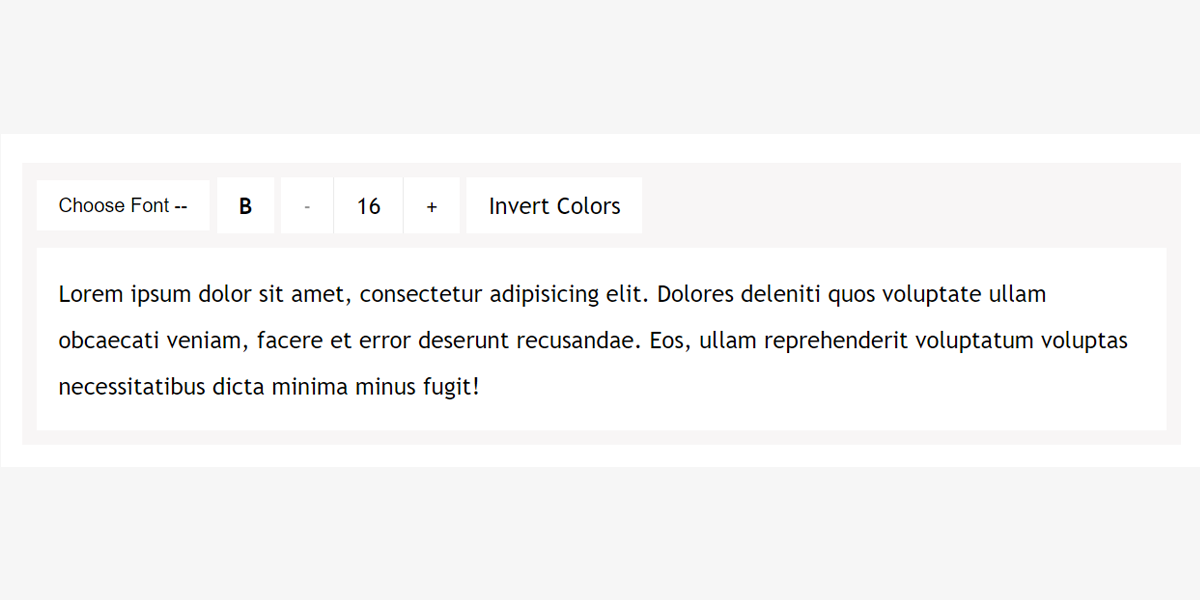 Choose Font -- B - 16 + Invert Colors
Lorem ipsum dolor sit amet, consectetur adipisicing elit. Dolores deleniti quos voluptate ullam
obcaecati veniam, facere et error deserunt recusandae. Eos, ullam reprehenderit voluptatum voluptas
necessitatibus dicta minima minus fugit!